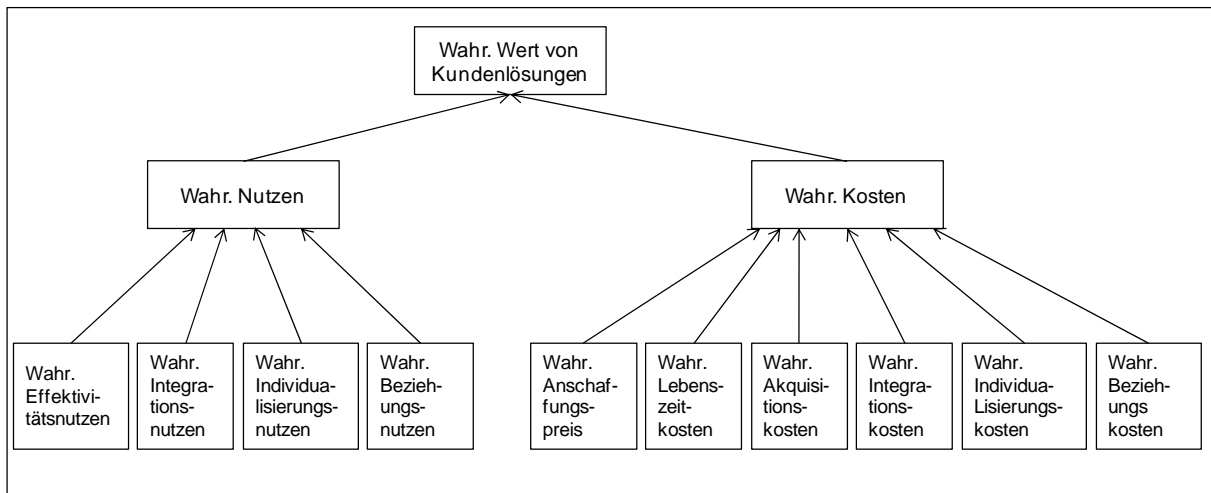 Wahr. Wert von
Kundenlösungen
Wahr. Nutzen
Wahr. Kosten
Wahr.
Effektivi-
tätsnutzen
Wahr.
Integra-
tions-
nutzen
Wahr.
Individua-
lisierungs-
nutzen
Wahr.
Bezieh-
ungs-
nutzen
Wahr.
Anschaf-
fungs-
preis
Wahr.
Lebens-
zeit-
kosten
Wahr.
Akquisi-
tions-
kosten
Wahr.
Integra-
tions-
kosten
Wahr.
Individua-
Lisierungs-
kosten
Wahr.
Bezieh-
ungs
kosten